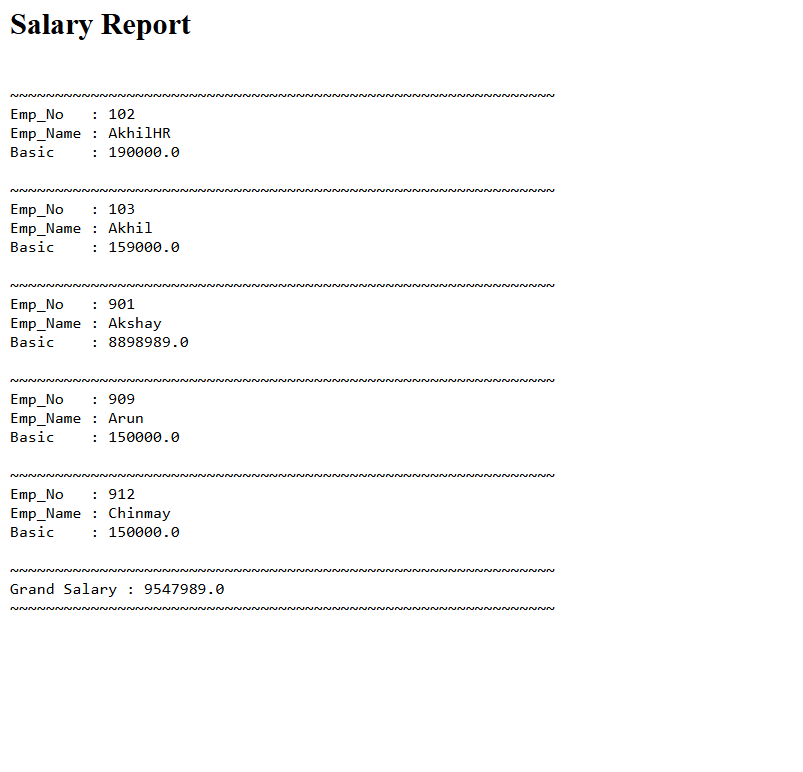 Salary Report
~~~~~~~~~~~~~~~~~~~~~~~~~~~~~~~~~~~~~~~~~~~~~~~~~~~~~~~~~~~~~
Emp_No   : 102
Emp_Name : AkhilHR
Basic    : 190000.0
~~~~~~~~~~~~~~~~~~~~~~~~~~~~~~~~~~~~~~~~~~~~~~~~~~~~~~~~~~~~~
Emp_No   : 103
Emp_Name : Akhil
Basic    : 159000.0
~~~~~~~~~~~~~~~~~~~~~~~~~~~~~~~~~~~~~~~~~~~~~~~~~~~~~~~~~~~~~
Emp_No   : 901
Emp_Name : Akshay
Basic    : 8898989.0
~~~~~~~~~~~~~~~~~~~~~~~~~~~~~~~~~~~~~~~~~~~~~~~~~~~~~~~~~~~~~
Emp_No   : 909
Emp_Name : Arun
Basic    : 150000.0
~~~~~~~~~~~~~~~~~~~~~~~~~~~~~~~~~~~~~~~~~~~~~~~~~~~~~~~~~~~~~
Emp_No   : 912
Emp_Name : Chinmay
Basic    : 150000.0
~~~~~~~~~~~~~~~~~~~~~~~~~~~~~~~~~~~~~~~~~~~~~~~~~~~~~~~~~~~~~
Grand Salary : 9547989.0
~~~~~~~~~~~~~~~~~~~~~~~~~~~~~~~~~~~~~~~~~~~~~~~~~~~~~~~~~~~~~